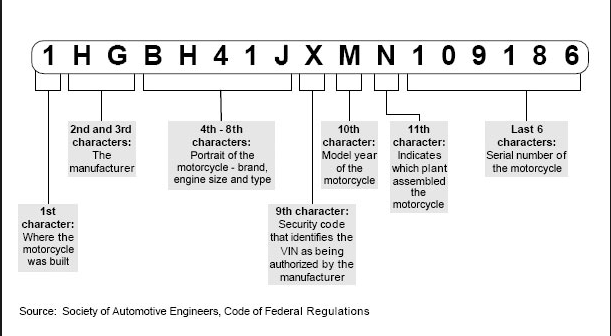 1 H G B H 4 1 J X M N 1 0 9 1 8 6
2nd and 3rd
characters:
The
manufacturer
4th - 8th
characters:
Portrait of the
motorcycle - brand,
engine size and type
10th
character:
Model year
of the
motorcycle
11th
character:
Indicates
which plant
assembled
the
motorcycle
Last 6
characters:
Serial number of
the motorcycle
1st
character:
Where the
motorcycle
was built
9th character:
Security code
that identifies the
VIN as being
authorized by the
manufacturer
Source: Society of Automotive Engineers, Code of Federal Regulations